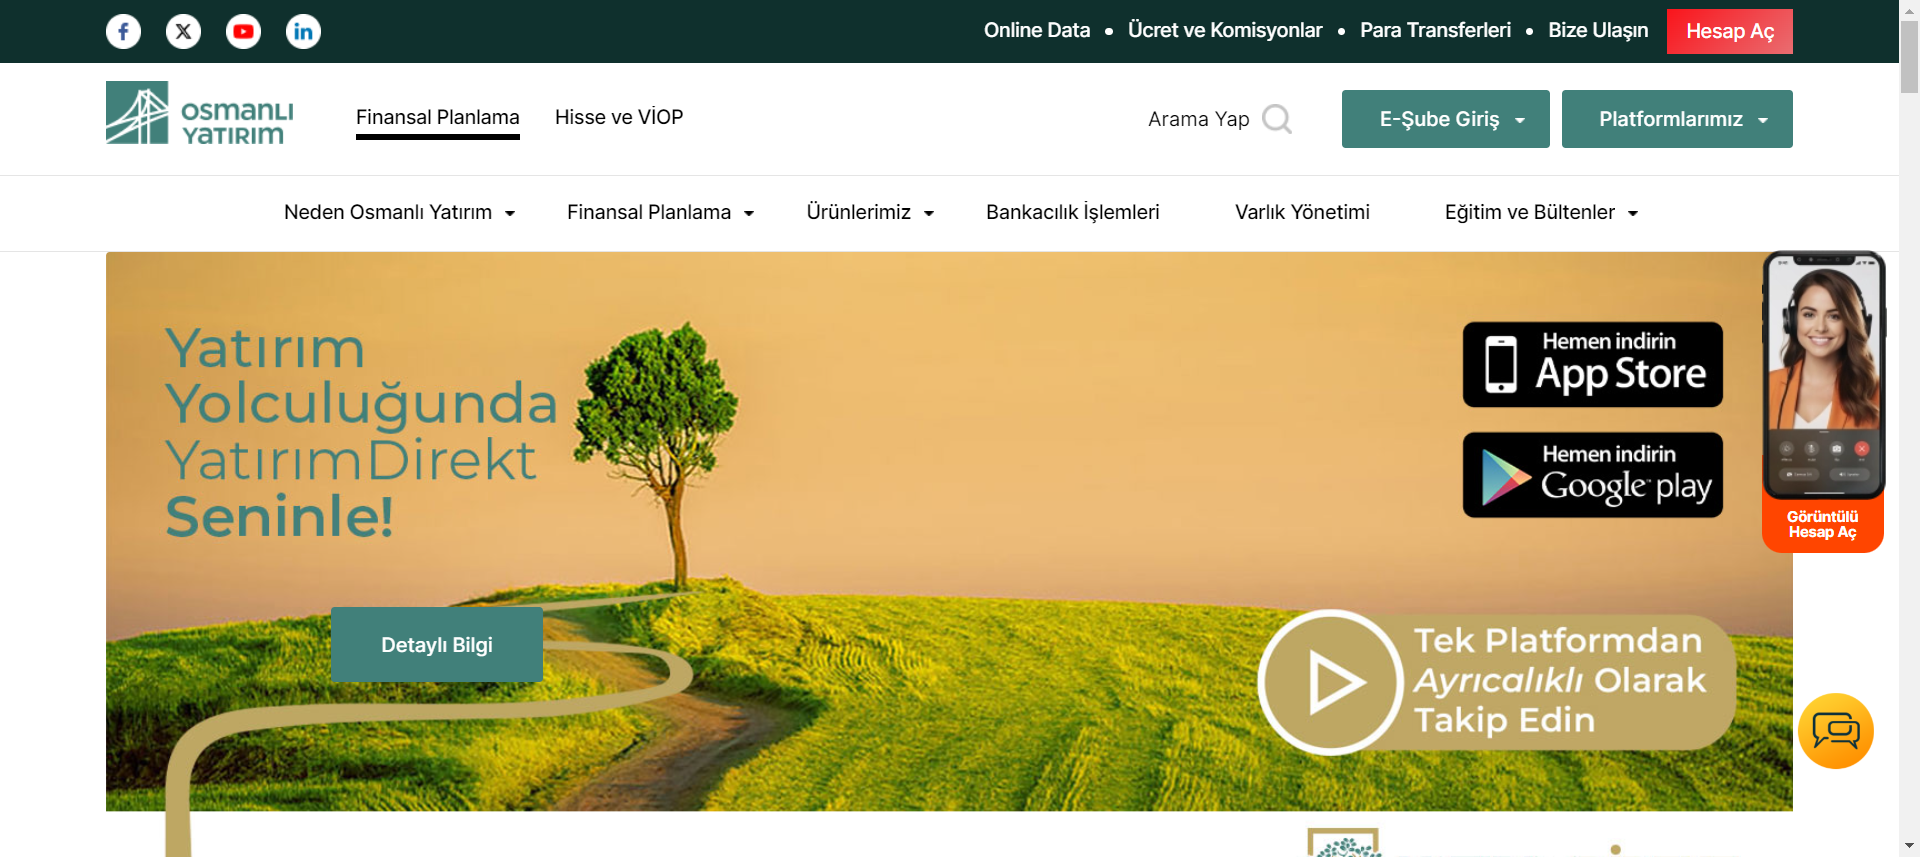 Online Data • Ücret ve Komisyonlar • Para Transferleri • Bize Ulaşın Hesap Aç
OSMANLI
YATIRIM
Finansal Planlama Hisse ve VİOP Arama Yap E-Şube Giriş Platformlarımız
Neden Osmanlı Yatırım Finansal Planlama Ürünlerimiz Bankacılık İşlemleri Varlık Yönetimi Eğitim ve Bültenler
Yatırım
Yolculuğunda
YatırımDirekt
Seninle!
Detaylı Bilgi
Hemen indirin
App Store
Hemen indirin
Google play
Görüntülü
Hesap Aç
Tek Platformdan
Ayrıcalıklı Olarak
Takip Edin